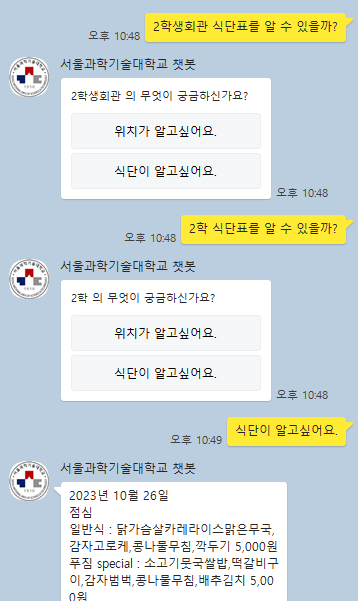 2학생회관 식단표를 알 수 있을까?
오후 10:48
서울과학기술대학교 챗봇
2학생회관 의 무엇이 궁금하신가요?
위치가 알고싶어요.
식단이 알고싶어요.
오후 10:48
2학 식단표를 알 수 있을까?
오후 10:48
서울과학기술대학교 챗봇
2학 의 무엇이 궁금하신가요?
위치가 알고싶어요.
식단이 알고싶어요.
오후 10:48
식단이 알고싶어요.
오후 10:49
서울과학기술대학교 챗봇
2023년 10월 26일
점심
일반식 : 닭가슴살카레라이스맑은무국,
감자고로케,콩나물무침,깍두기 5,000원
푸짐 special : 소고기뭇국쌀밥,떡갈비구
이,감자범벅,콩나물무침,배추김치 5,00
0원